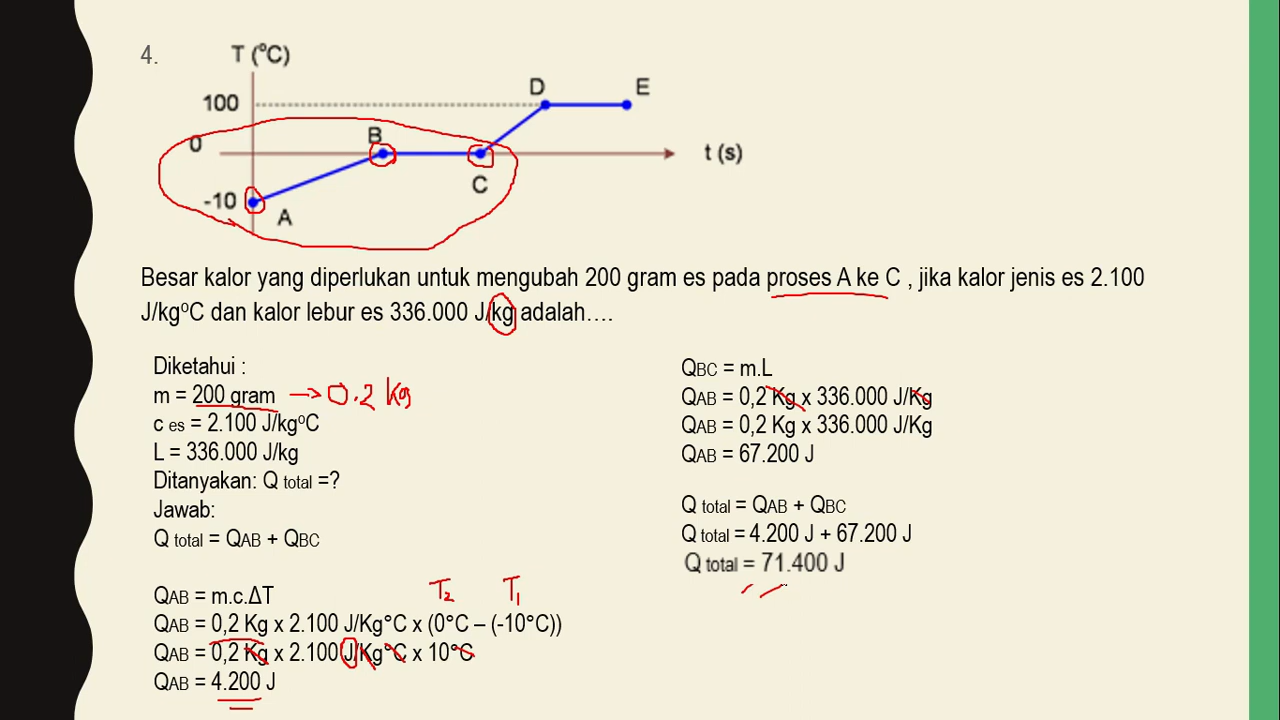 4.
T (°C)
100
0
-10
A
B
C
D
E
t (s)
Besar kalor yang diperlukan untuk mengubah 200 gram es pada proses A ke C , jika kalor jenis es 2.100
J/kg⁰C dan kalor lebur es 336.000 J/kg adalah....
Diketahui :
m = 200 gram → 0.2 Kg
c es = 2.100 J/kg⁰C
L = 336.000 J/kg
Ditanyakan: Q total =?
Jawab:
Q total = QAB + QBC
QAB = m.c.ΔT
T2 T1
QAB = 0,2 Kg x 2.100 J/Kg°C x (0°C – (-10°C))
QAB = 0,2 Kg x 2.100 J/Kg°C x 10°C
QAB = 4.200 J
QBC = m.L
QAB = 0,2 Kg x 336.000 J/Kg
QAB = 0,2 Kg x 336.000 J/Kg
QAB = 67.200 J
Q total = QAB + QBC
Q total = 4.200 J + 67.200 J
Q total = 71.400 J